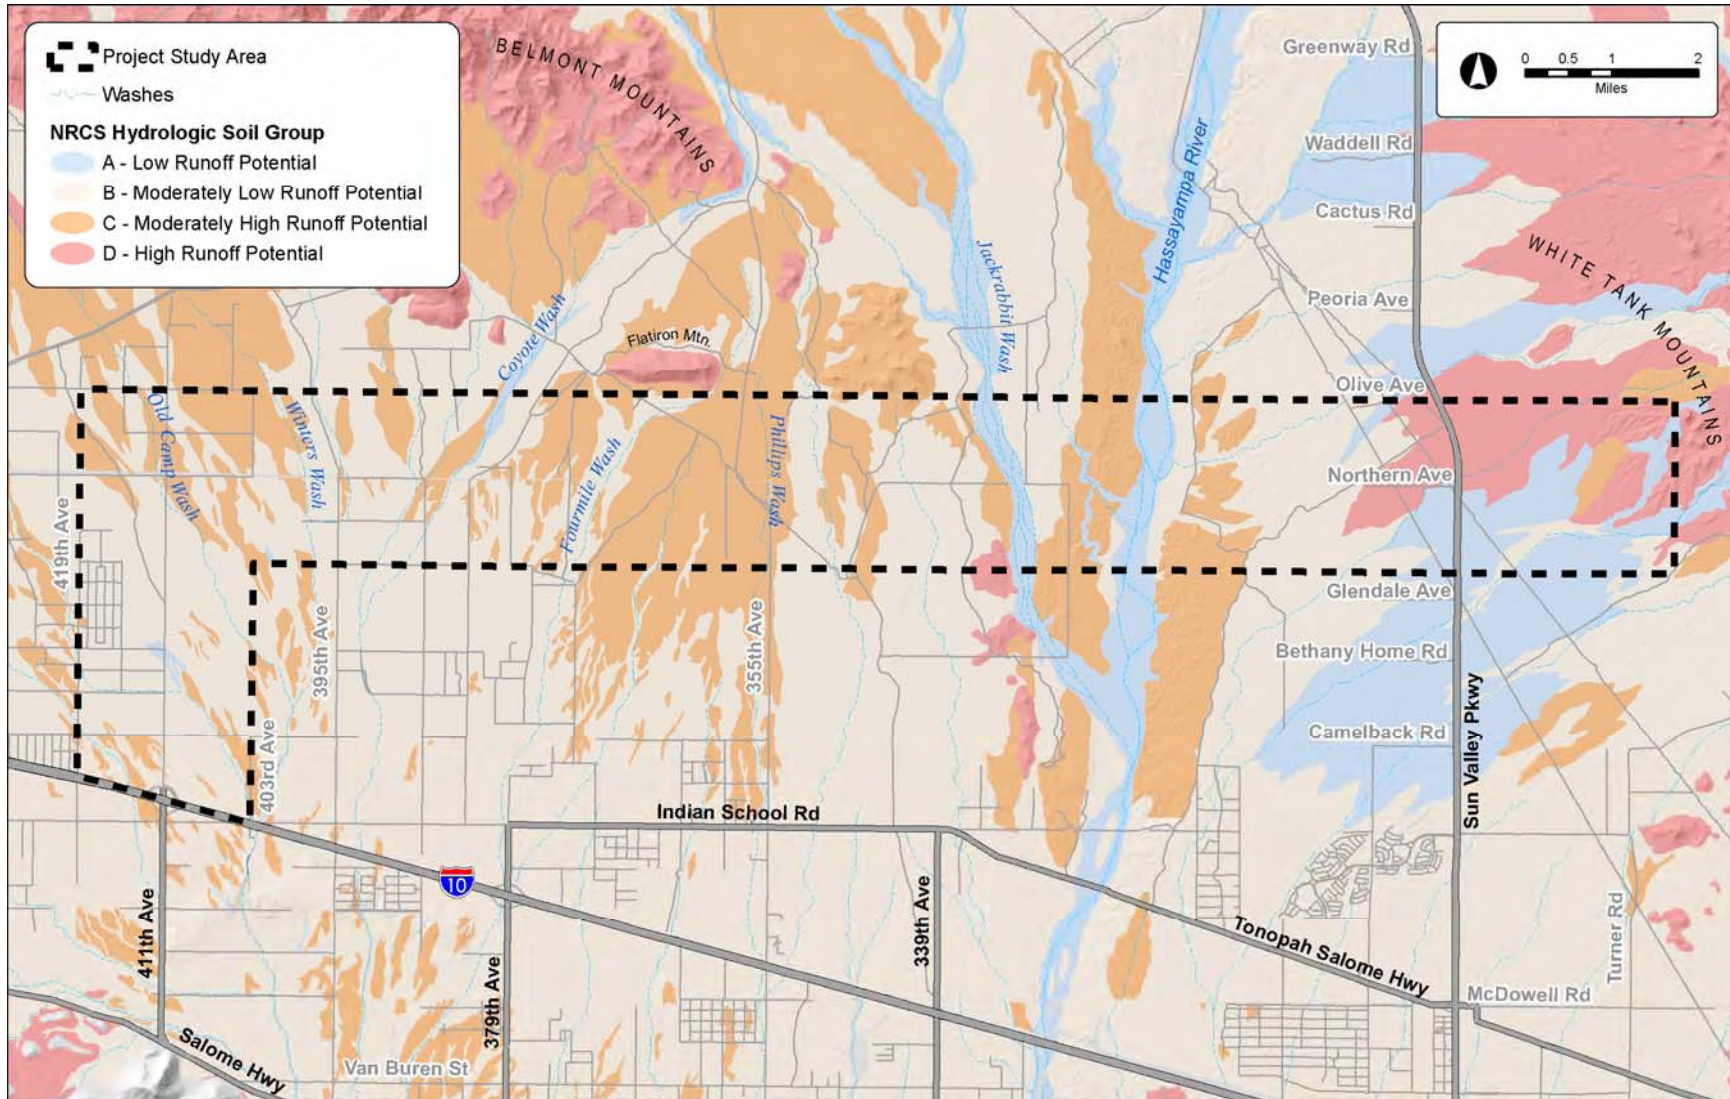 Project Study Area
Washes
NRCS Hydrologic Soil Group
A - Low Runoff Potential
B - Moderately Low Runoff Potential
C - Moderately High Runoff Potential
D - High Runoff Potential
BELMONT MOUNTAINS
Greenway Rd
0 0.5 1 2
Miles
Waddell Rd
Cactus Rd
Hassayampa River
WHITE TANK MOUNTAINS
Jackrabbit Wash
Peoria Ave
Coyote Wash
Flatiron Mtn.
Olive Ave
Old Camp Wash
Winters Wash
Fourmile Wash
Phillips Wash
Northern Ave
419th Ave
Glendale Ave
395th Ave
355th Ave
Bethany Home Rd
Sun Valley Pkwy
Camelback Rd
403rd Ave
Indian School Rd
10
411th Ave
379th Ave
339th Ave
Tonopah Salome Hwy
Turner Rd
McDowell Rd
Salome Hwy
Van Buren St